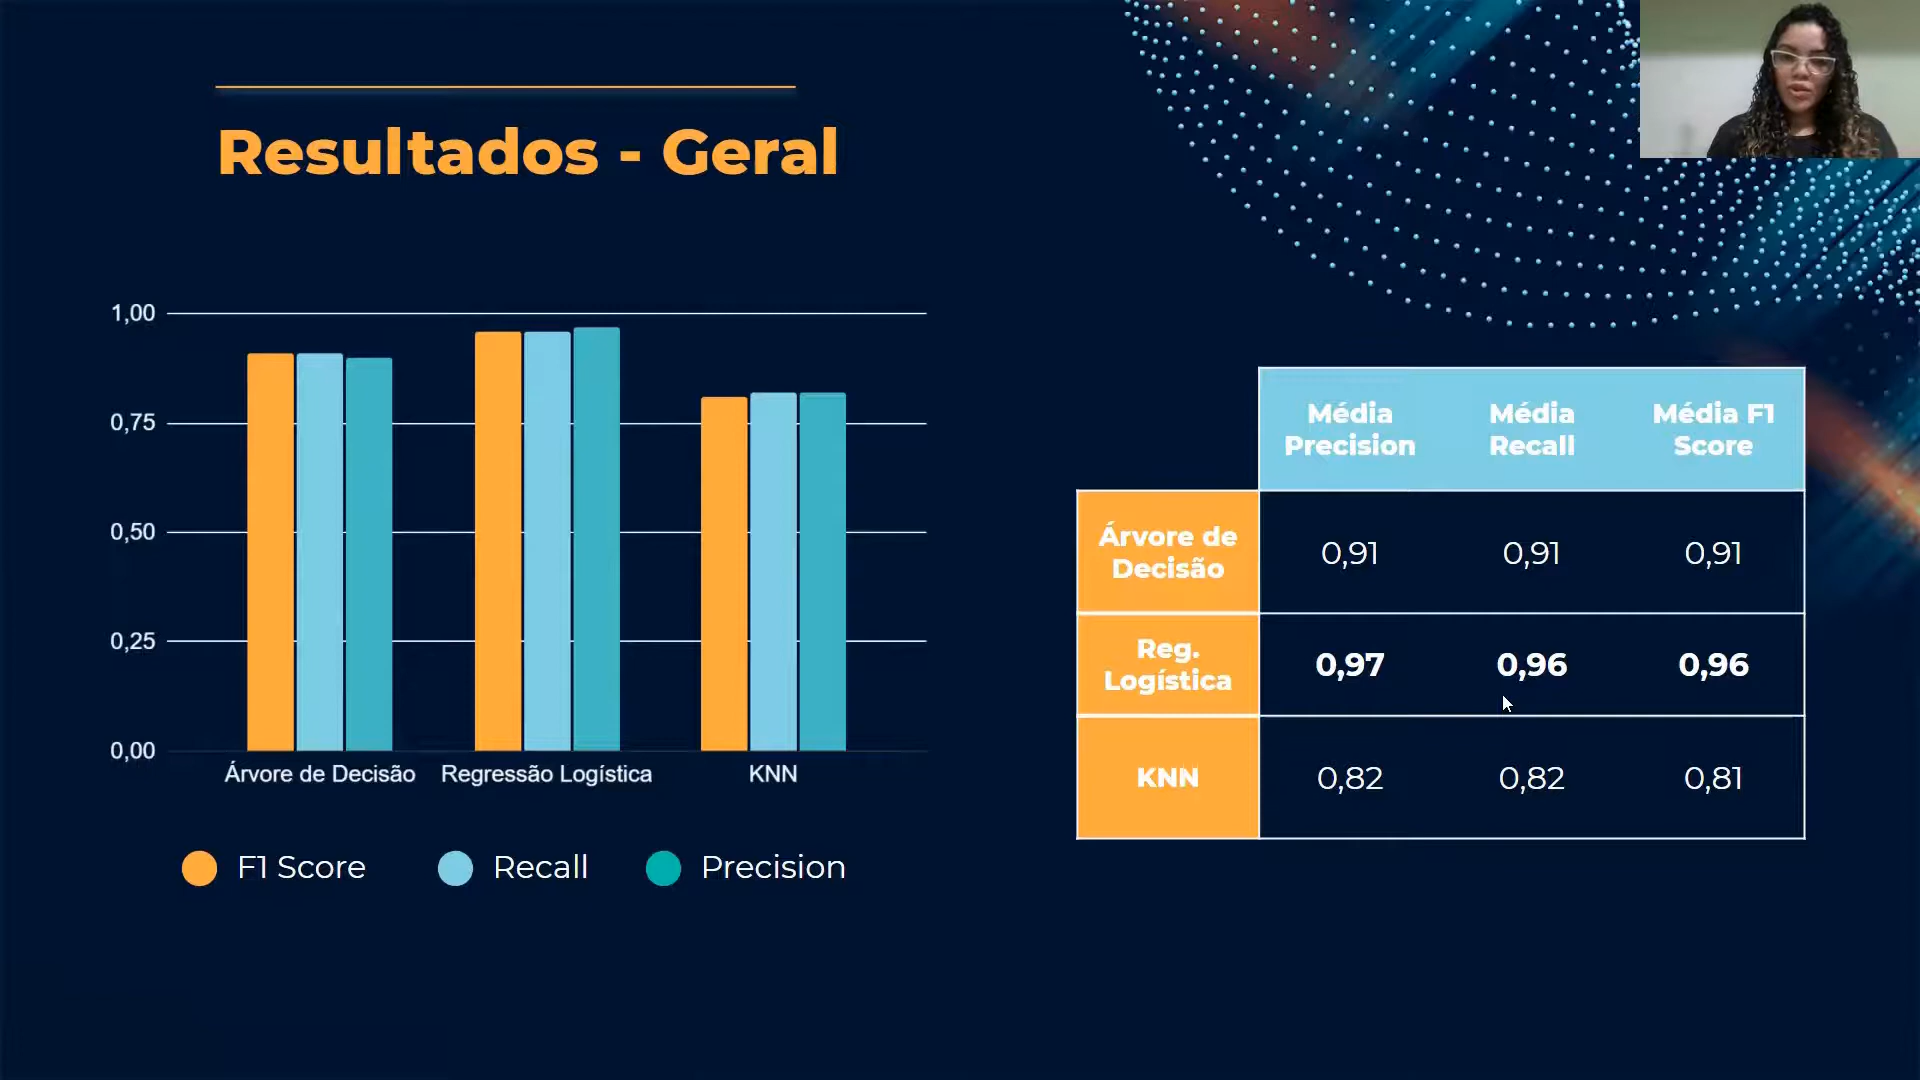 Resultados - Geral
1,00
0,75
0,50
0,25
0,00
Árvore de Decisão
Regressão Logística
KNN
F1 Score
Recall
Precision
Média
Precision
Média
Recall
Média F1
Score
Árvore de
Decisão
0,91
0,91
0,91
Reg.
Logística
0,97
0,96
0,96
KNN
0,82
0,82
0,81